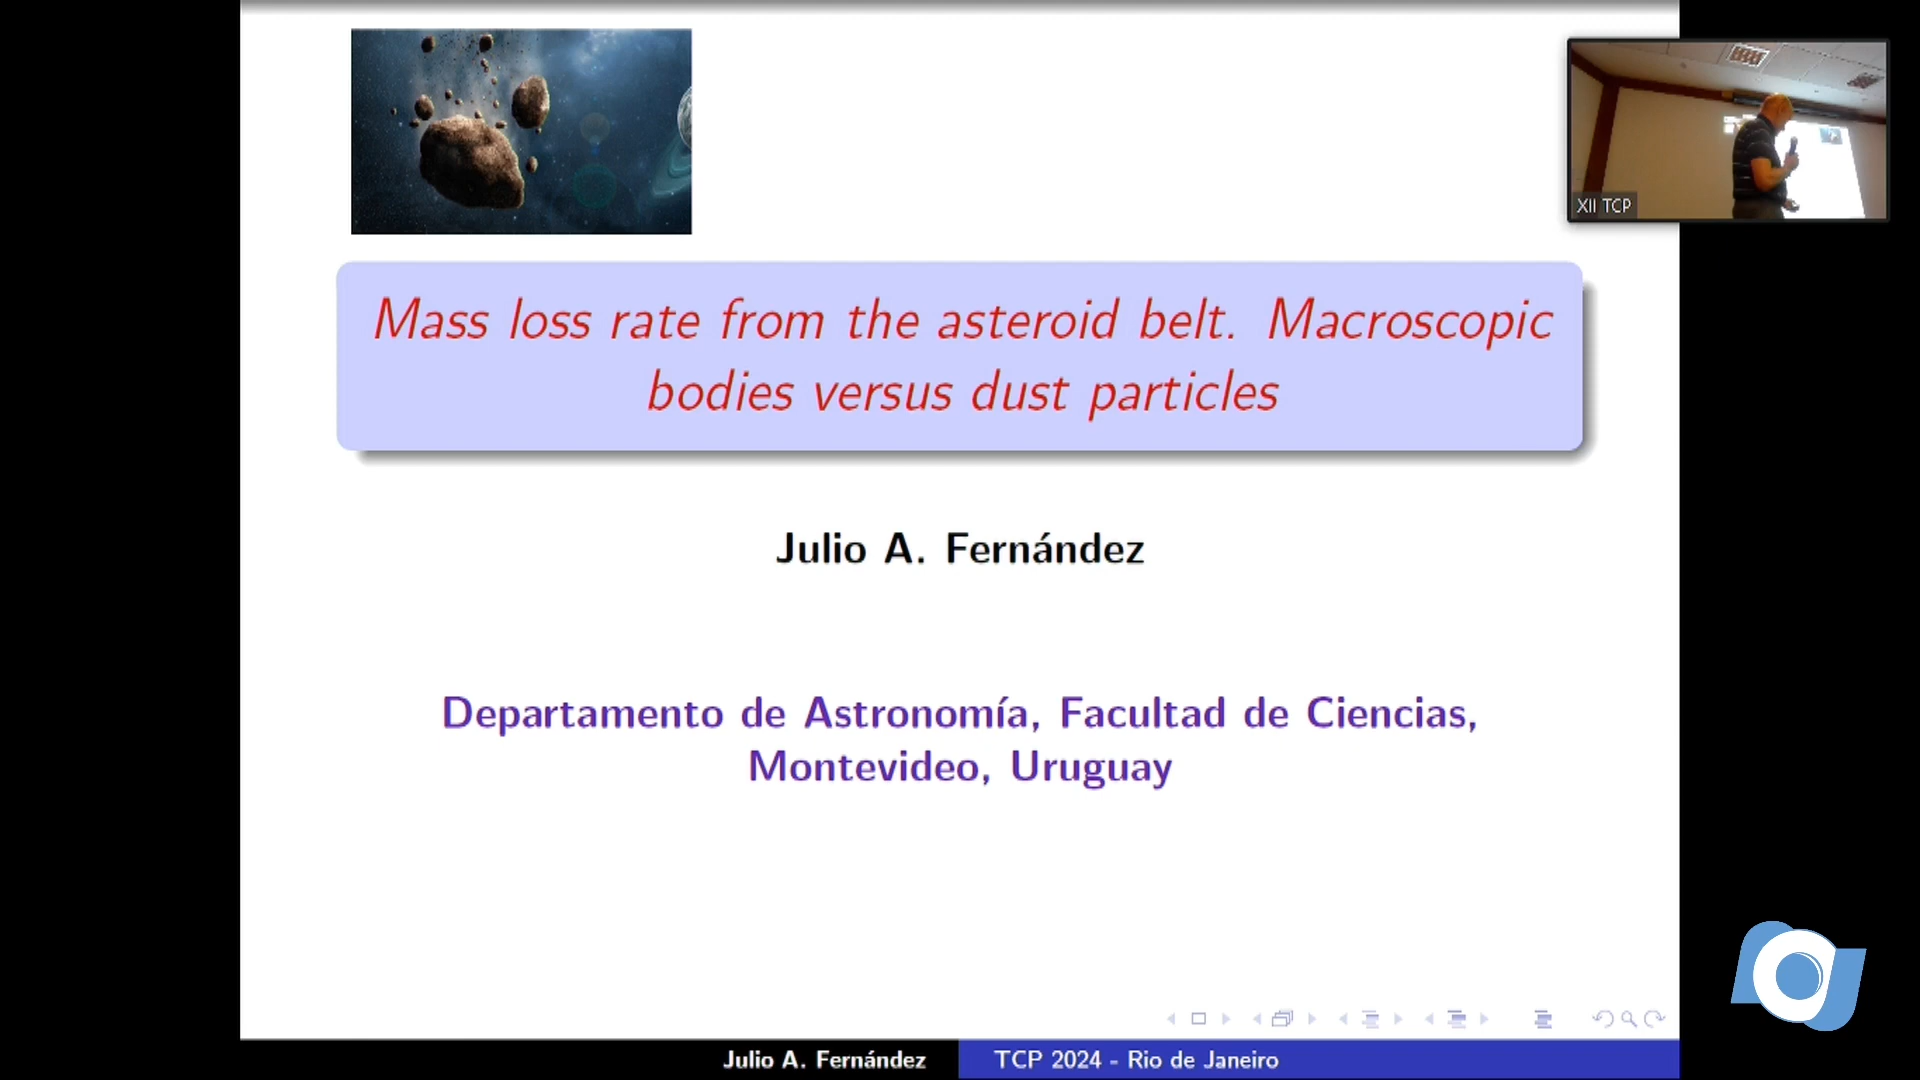 XII TCP
Mass loss rate from the asteroid belt. Macroscopic
bodies versus dust particles
Julio A. Fernández
Departamento de Astronomía, Facultad de Ciencias,
Montevideo, Uruguay
Julio A. Fernández
TCP 2024 - Rio de Janeiro